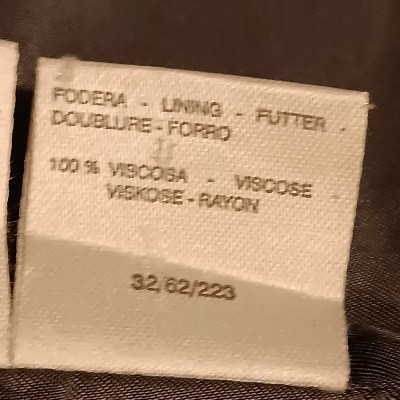 FODERA - LINING - FUTTER -
DOUBLURE - FORRO
100 % VISCOSA - VISCOSE -
VISKOSE - RAYON
32/62/223